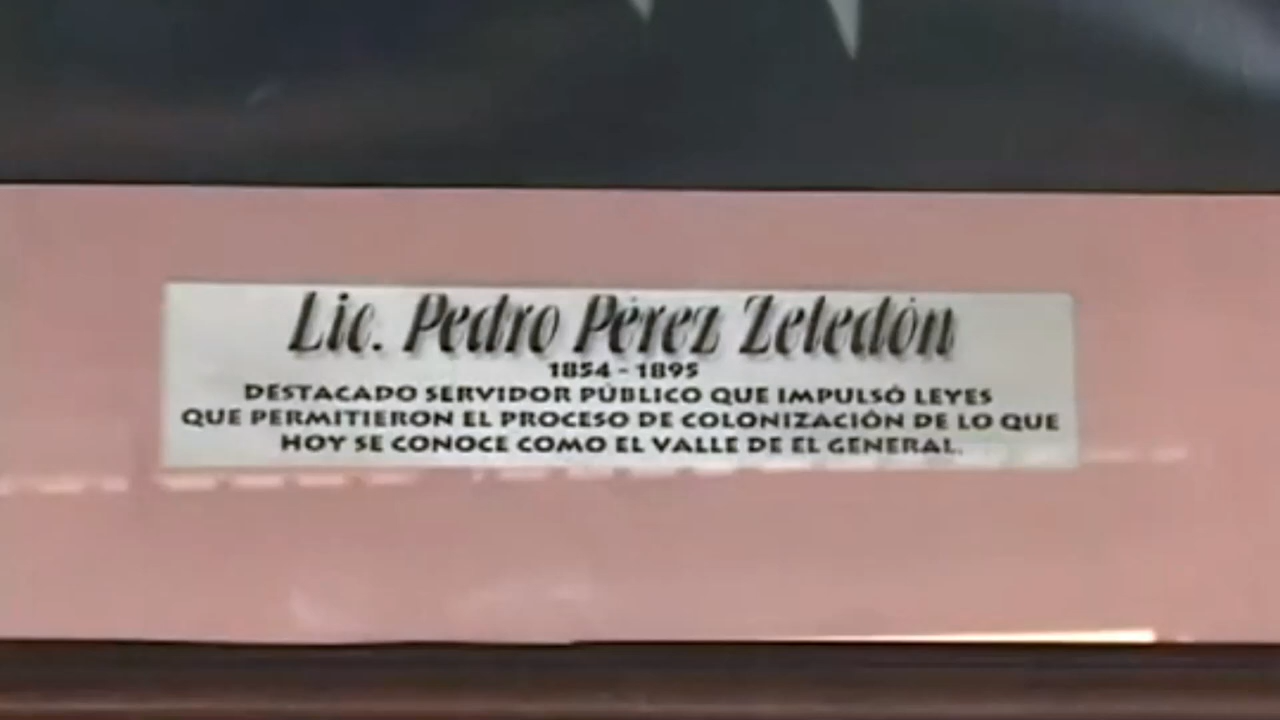 Lic. Pedro Pérez Zeledón
1854 - 1895
DESTACADO SERVIDOR PÚBLICO QUE IMPULSÓ LEYES
QUE PERMITIERON EL PROCESO DE COLONIZACIÓN DE LO QUE
HOY SE CONOCE COMO EL VALLE DE EL GENERAL.